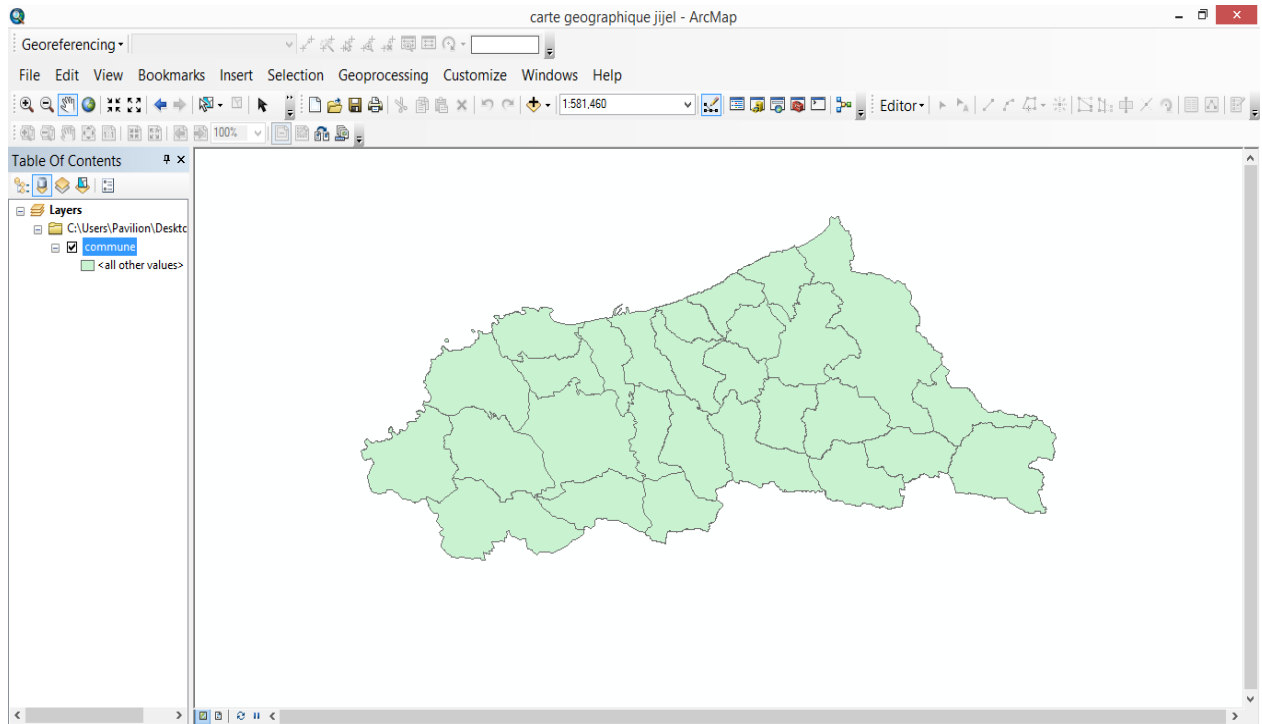 carte geographique jijel - ArcMap
Georeferencing
File Edit View Bookmarks Insert Selection Geoprocessing Customize Windows Help
1:581,460
Editor
100%
Table Of Contents
Layers
C:\Users\Pavilion\Deskto
commune
<all other values>